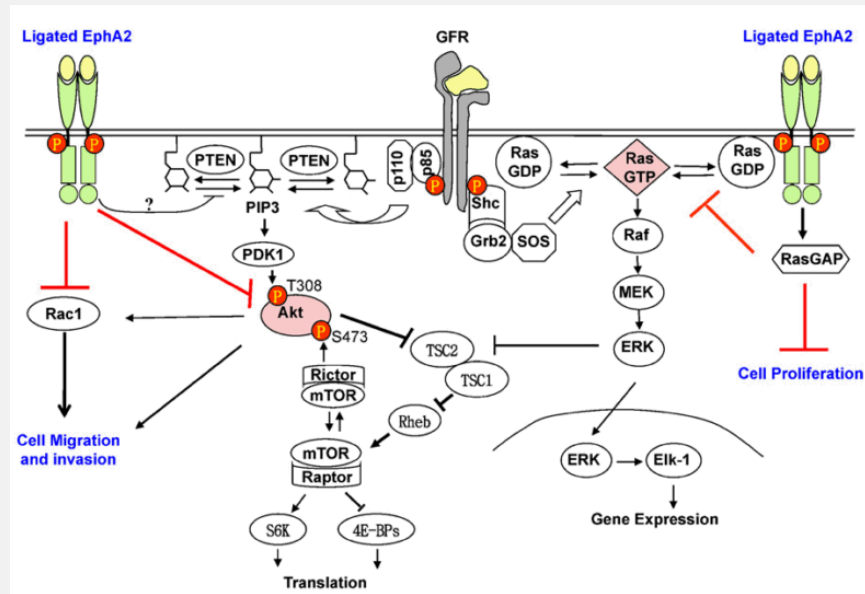 Ligated EphA2
GFR
Ligated EphA2
P
P
PTEN
PTEN
p110
p85
P
P
Ras
GDP
Ras
GTP
Ras
GDP
P
P
?
PIP3
Shc
Grb2
SOS
Raf
RasGAP
PDK1
MEK
Rac1
P
T308
Akt
P
S473
TSC2
TSC1
ERK
Cell Proliferation
Rictor
mTOR
Rheb
Cell Migration
and invasion
mTOR
Raptor
ERK
Elk-1
S6K
4E-BPs
Gene Expression
Translation